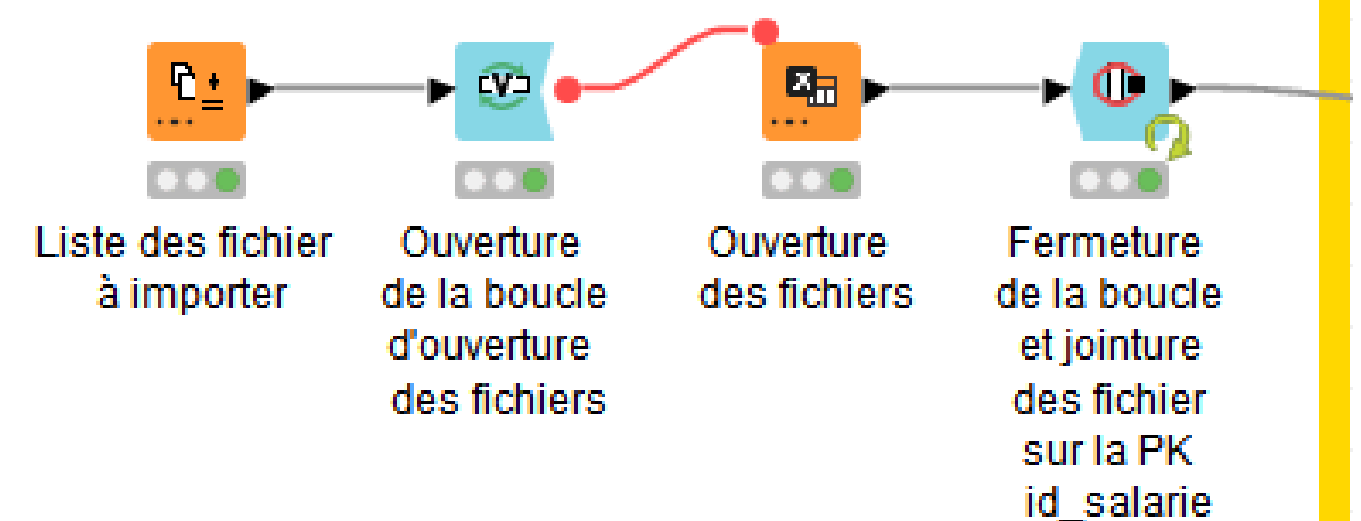 Liste des fichier
à importer
Ouverture
de la boucle
d'ouverture
des fichiers
Ouverture
des fichiers
Fermeture
de la boucle
et jointure
des fichier
sur la PK
id_salarie